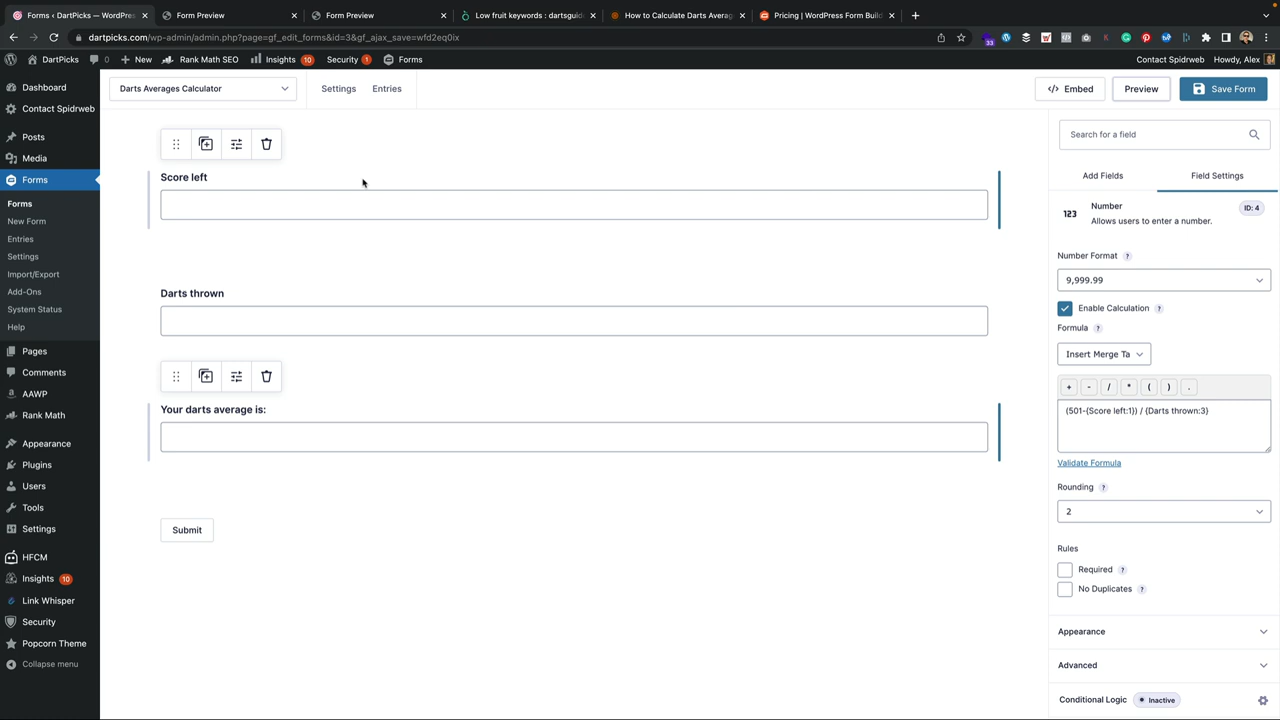 Forms ‹ DartPicks — WordPres
Form Preview
Form Preview
Low fruit keywords : dartsguid
How to Calculate Darts Averag
Pricing | WordPress Form Build
dartpicks.com/wp-admin/admin.php?page=gf_edit_forms&id=3&gf_ajax_save=wfd2eq0ix
33
DartPicks
0
New
Rank Math SEO
Insights 10
Security 1
Forms
Contact Spidrweb
Howdy, Alex
Dashboard
Contact Spidrweb
Posts
Media
Forms
Forms
New Form
Entries
Settings
Import/Export
Add-Ons
System Status
Help
Pages
Comments
AAWP
Rank Math
Appearance
Plugins
Users
Tools
Settings
HFCM
Insights 10
Link Whisper
Security
Popcorn Theme
Collapse menu
Darts Averages Calculator
Settings
Entries
</> Embed
Preview
Save Form
Score left
Darts thrown
Your darts average is:
Submit
Search for a field
Add Fields
Field Settings
123
Number
ID: 4
Allows users to enter a number.
Number Format ?
9,999.99
Enable Calculation ?
Formula ?
Insert Merge Ta
+ - / * ( ) .
(501-{Score left:1}) / {Darts thrown:3}
Validate Formula
Rounding ?
2
Rules
Required ?
No Duplicates ?
Appearance
Advanced
Conditional Logic
Inactive